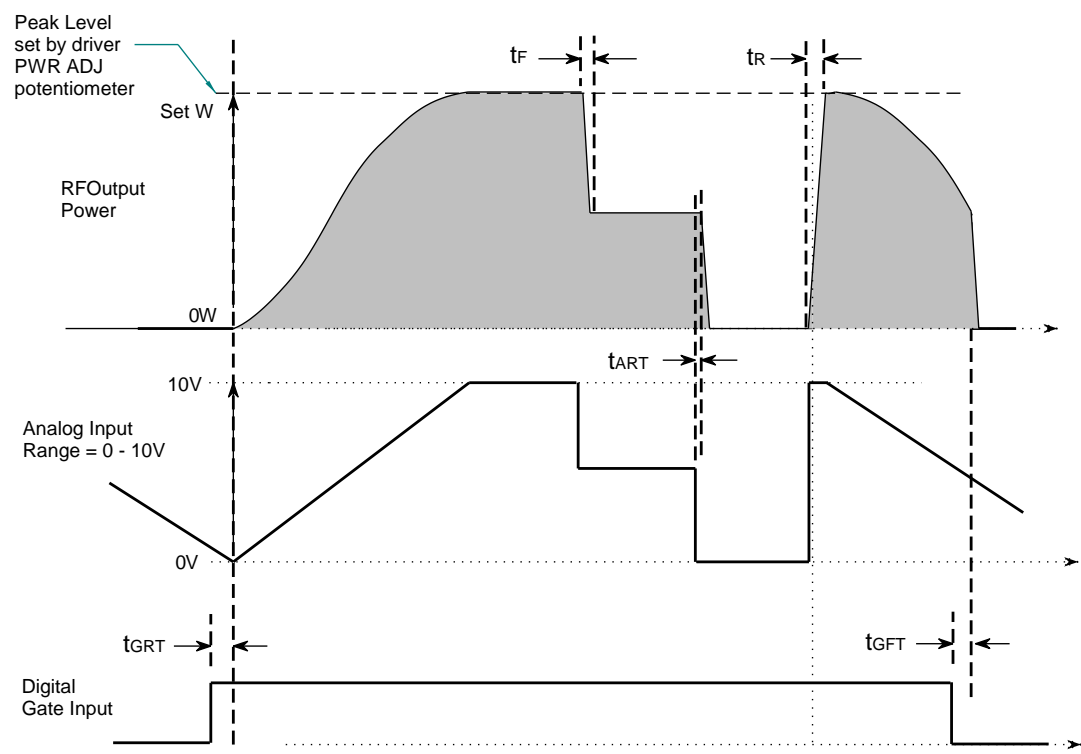 Peak Level
set by driver
PWR ADJ
potentiometer
tF
tR
Set W
RFOutput
Power
0W
tART
10V
Analog Input
Range = 0 - 10V
0V
tGRT
tGFT
Digital
Gate Input